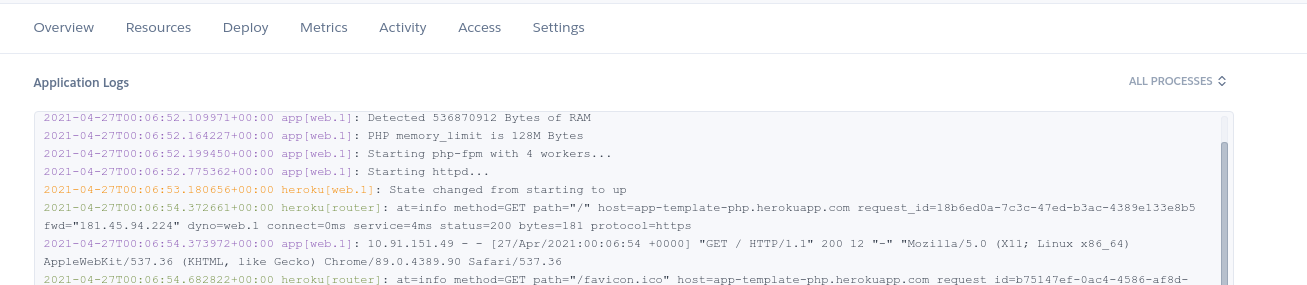 Overview Resources Deploy Metrics Activity Access Settings
Application Logs
ALL PROCESSES
2021-04-27T00:06:52.109971+00:00 app[web.1]: Detected 536870912 Bytes of RAM
2021-04-27T00:06:52.164227+00:00 app[web.1]: PHP memory_limit is 128M Bytes
2021-04-27T00:06:52.199450+00:00 app[web.1]: Starting php-fpm with 4 workers...
2021-04-27T00:06:52.775362+00:00 app[web.1]: Starting httpd...
2021-04-27T00:06:53.180656+00:00 heroku[web.1]: State changed from starting to up
2021-04-27T00:06:54.372661+00:00 heroku[router]: at=info method=GET path="/" host=app-template-php.herokuapp.com request_id=18b6ed0a-7c3c-47ed-b3ac-4389e133e8b5
fwd="181.45.94.224" dyno=web.1 connect=0ms service=4ms status=200 bytes=181 protocol=https
2021-04-27T00:06:54.373972+00:00 app[web.1]: 10.91.151.49 - - [27/Apr/2021:00:06:54 +0000] "GET / HTTP/1.1" 200 12 "-" "Mozilla/5.0 (X11; Linux x86_64)
AppleWebKit/537.36 (KHTML, like Gecko) Chrome/89.0.4389.90 Safari/537.36
2021-04-27T00:06:54.682822+00:00 heroku[router]: at=info method=GET path="/favicon.ico" host=app-template-php.herokuapp.com request_id=b75147ef-0ac4-4586-af8d-